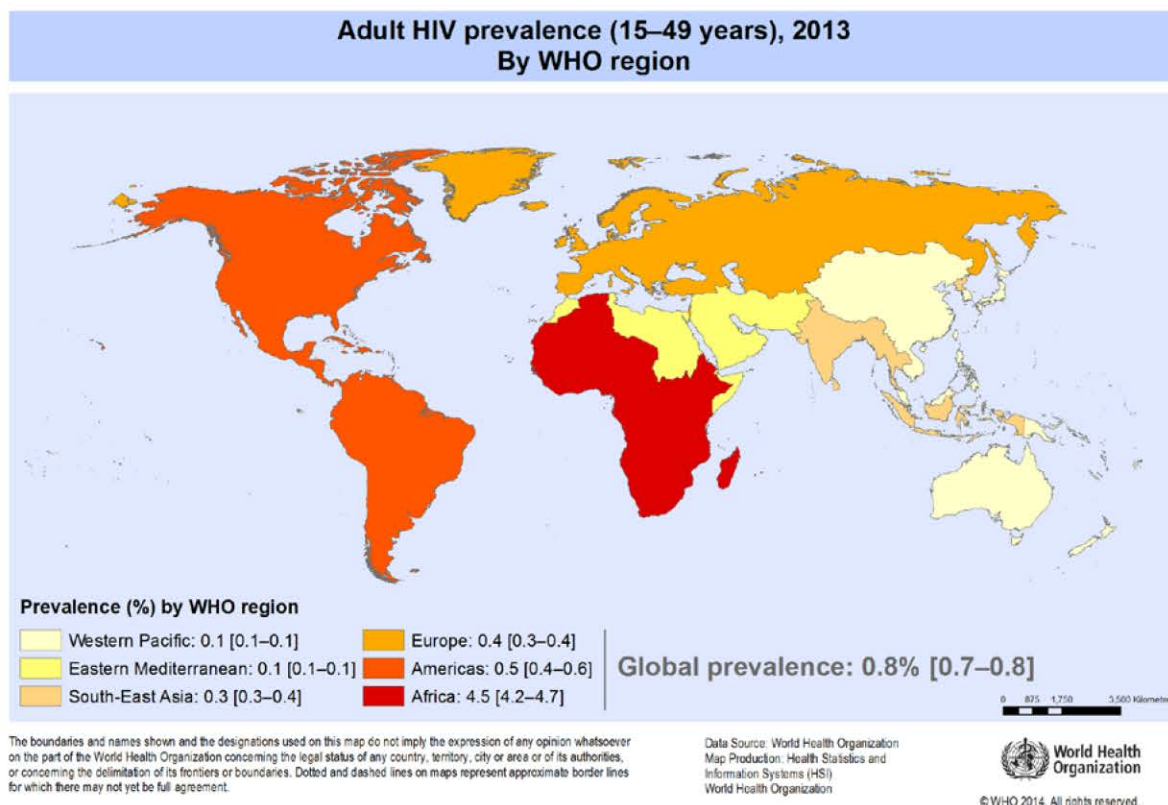 Adult HIV prevalence (15–49 years), 2013
By WHO region
Prevalence (%) by WHO region
Western Pacific: 0.1 [0.1–0.1]
Eastern Mediterranean: 0.1 [0.1–0.1]
South-East Asia: 0.3 [0.3–0.4]
Europe: 0.4 [0.3–0.4]
Americas: 0.5 [0.4–0.6]
Africa: 4.5 [4.2–4.7]
Global prevalence: 0.8% [0.7–0.8]
0 875 1,750 3,500 Kilometer
The boundaries and names shown and the designations used on this map do not imply the expression of any opinion whatsoever
on the part of the World Health Organization concerning the legal status of any country, territory, city or area or of its authorities,
or concerning the delimitation of its frontiers or boundaries. Dotted and dashed lines on maps represent approximate border lines
for which there may not yet be full agreement.
Data Source: World Health Organization
Map Production: Health Statistics and
Information Systems (HSI)
World Health Organization
World Health
Organization
© WHO 2014. All rights reserved.